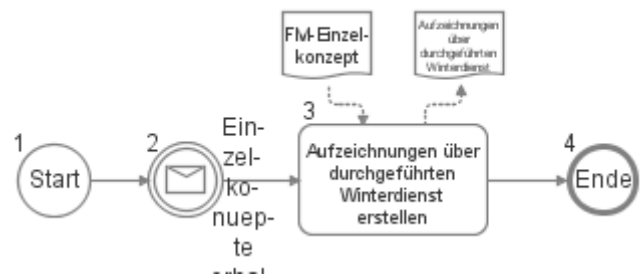 FM-Einzel-
konzept
Aufzeichnungen
über
durchgeführten
Winterdienst
1
Start
2
Ein-
zel-
ko-
nuep-
te
3
Aufzeichnungen über
durchgeführten
Winterdienst
erstellen
4
Ende